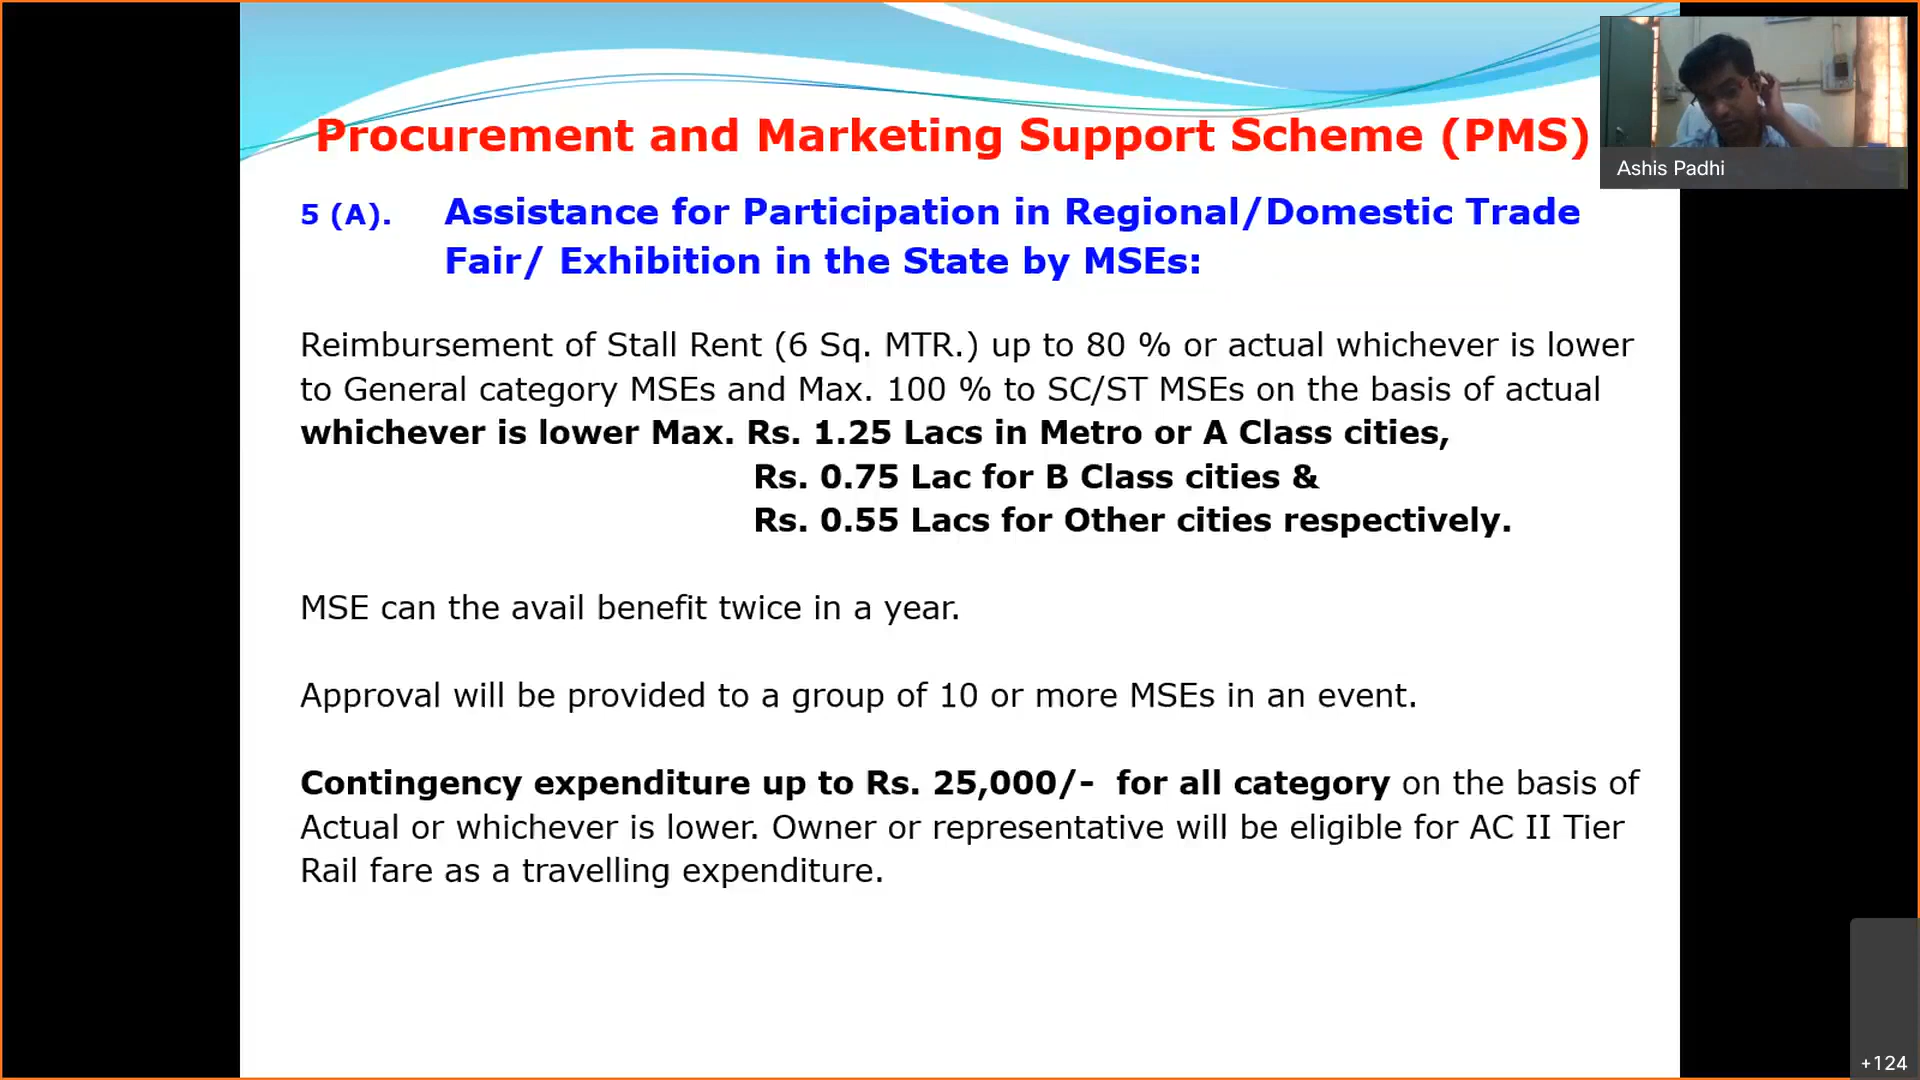 Procurement and Marketing Support Scheme (PMS)
Ashis Padhi
5 (A). Assistance for Participation in Regional/Domestic Trade
Fair/ Exhibition in the State by MSEs:
Reimbursement of Stall Rent (6 Sq. MTR.) up to 80 % or actual whichever is lower
to General category MSEs and Max. 100 % to SC/ST MSEs on the basis of actual
whichever is lower Max. Rs. 1.25 Lacs in Metro or A Class cities,
Rs. 0.75 Lac for B Class cities &
Rs. 0.55 Lacs for Other cities respectively.
MSE can the avail benefit twice in a year.
Approval will be provided to a group of 10 or more MSEs in an event.
Contingency expenditure up to Rs. 25,000/- for all category on the basis of
Actual or whichever is lower. Owner or representative will be eligible for AC II Tier
Rail fare as a travelling expenditure.
+124